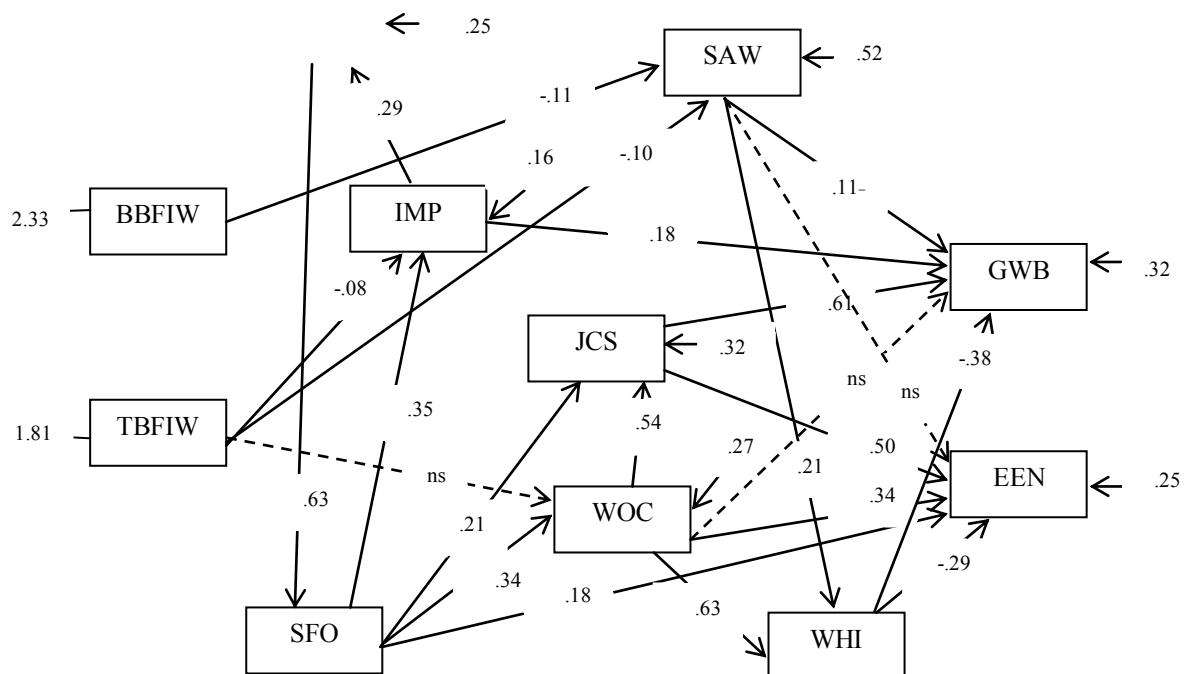 .25
SAW
.52
.29
-.11
.16
-.10
.11
BBFIW
2.33
IMP
.18
GWB
.32
-.08
.61
JCS
.32
-.38
ns
ns
.35
.54
TBFIW
1.81
.27
.50
EEN
.25
ns
.21
.34
.63
WOC
.21
.34
-.29
.18
.63
SFO
WHI